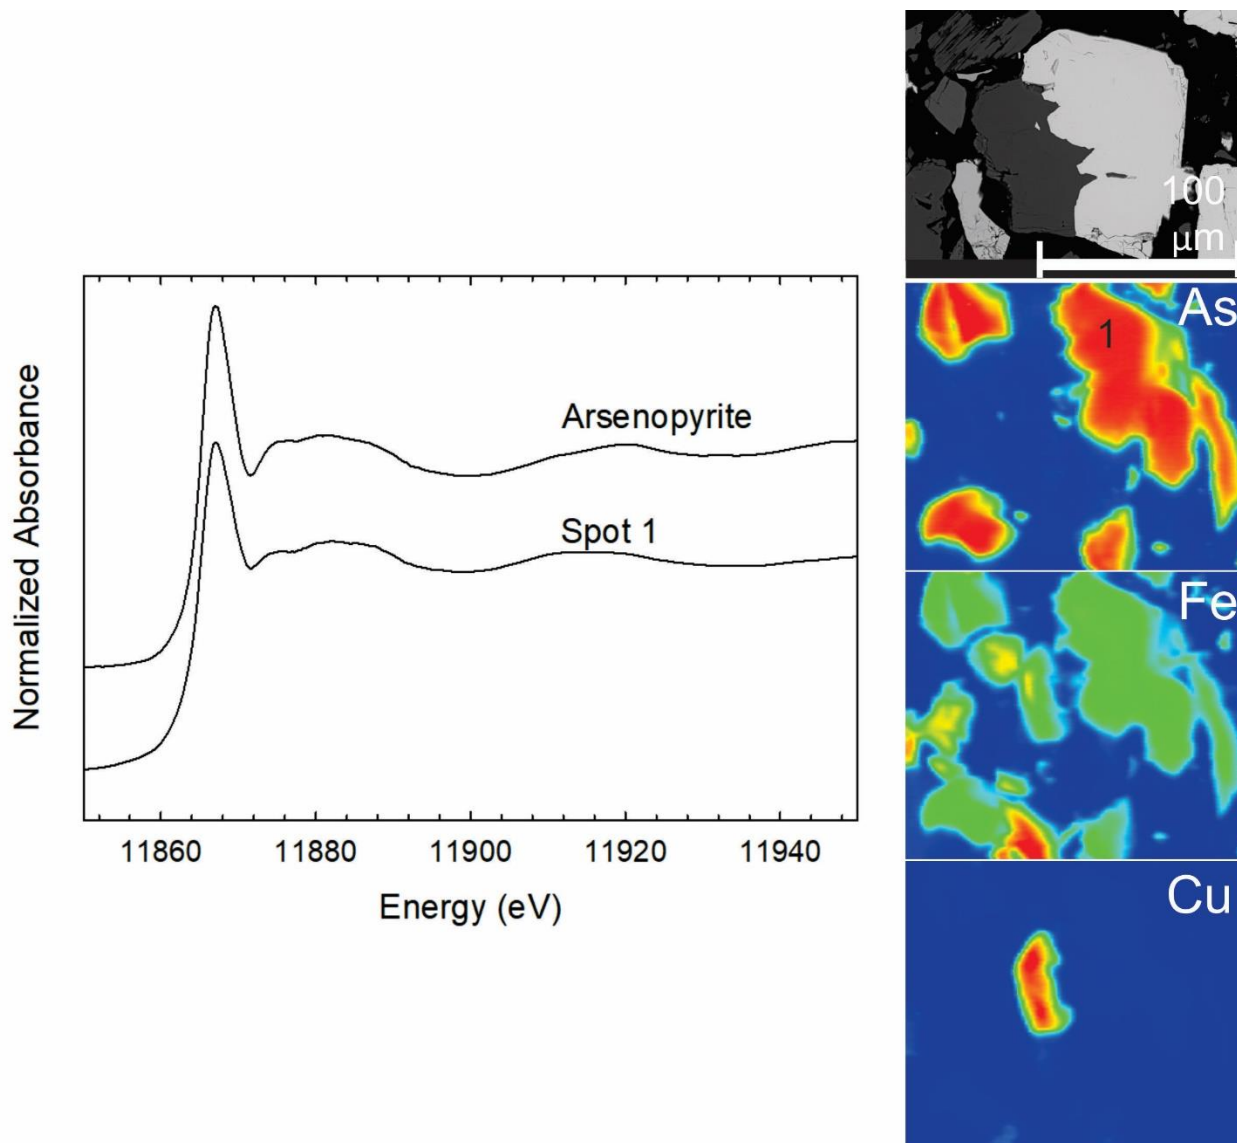 Normalized Absorbance
Arsenopyrite
Spot 1
11860 11880 11900 11920 11940
Energy (eV)
100
μm
As
1
Fe
Cu